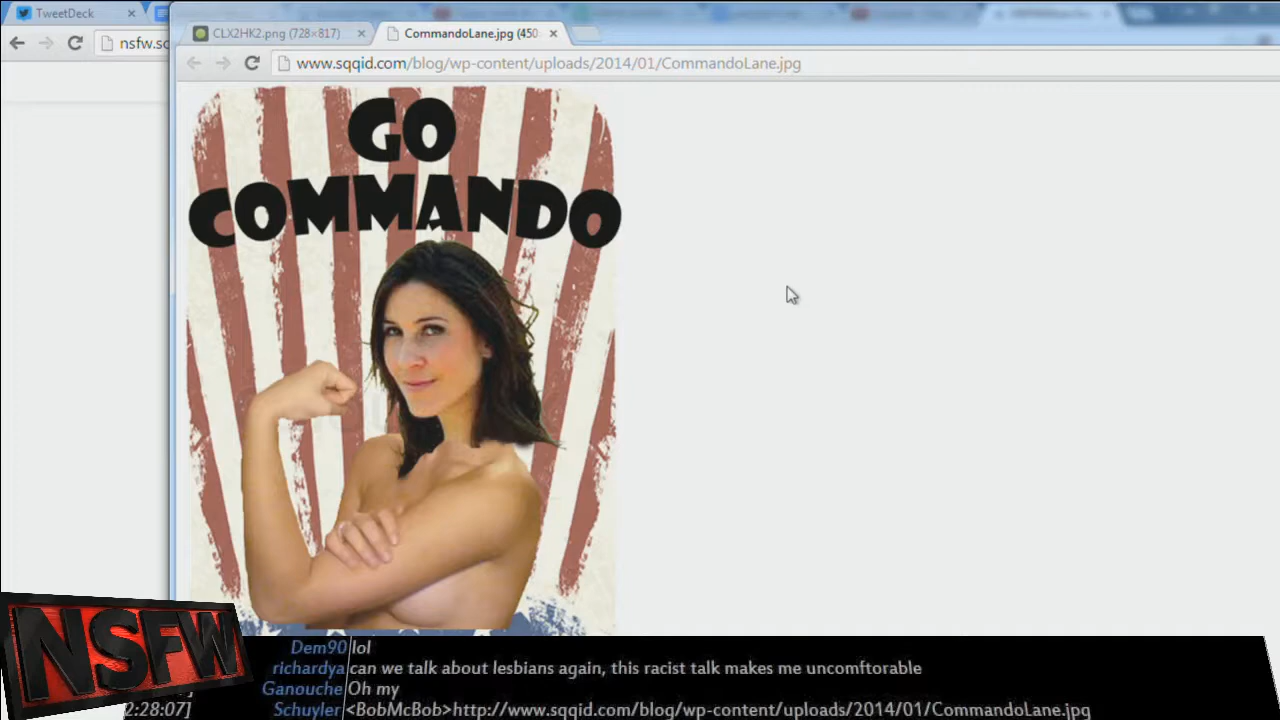 TweetDeck
CLX2HK2.png (728×817)
CommandoLane.jpg (450
nsfw.sc
www.sqqid.com/blog/wp-content/uploads/2014/01/CommandoLane.jpg
GO
COMMANDO
NSFW
Dem90 lol
richardya can we talk about lesbians again, this racist talk makes me uncomftorable
Ganouche Oh my
2:28:07] Schuyler <BobMcBob>http://www.sqqid.com/blog/wp-content/uploads/2014/01/CommandoLane.jpg